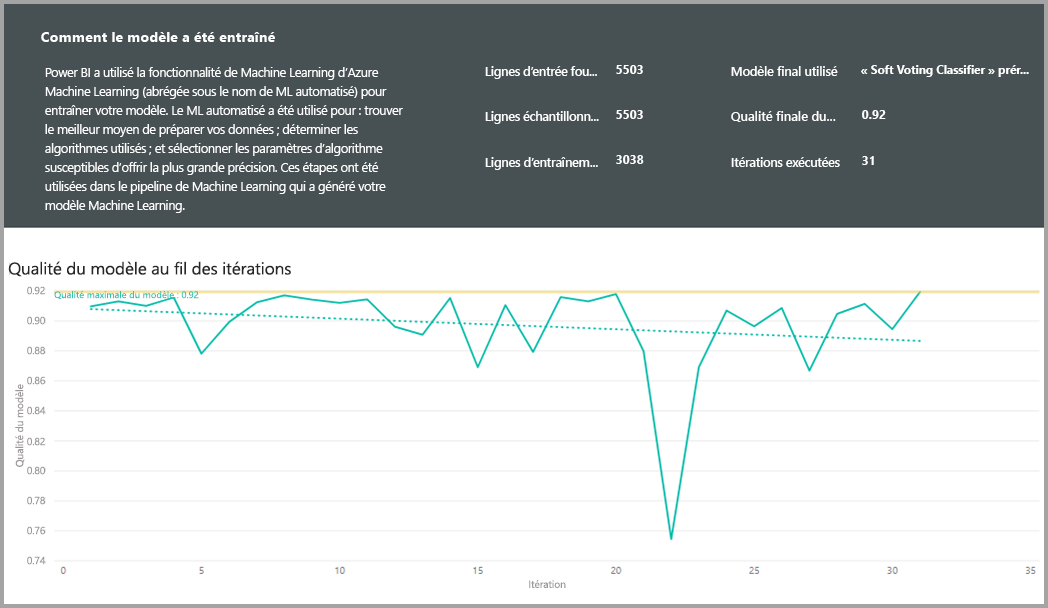 Comment le modèle a été entraîné
Power BI a utilisé la fonctionnalité de Machine Learning d'Azure
Machine Learning (abrégée sous le nom de ML automatisé) pour
entraîner votre modèle. Le ML automatisé a été utilisé pour : trouver
le meilleur moyen de préparer vos données ; déterminer les
algorithmes utilisés ; et sélectionner les paramètres d'algorithme
susceptibles d'offrir la plus grande précision. Ces étapes ont été
utilisées dans le pipeline de Machine Learning qui a généré votre
modèle Machine Learning.
Lignes d'entrée fou... 5503
Lignes échantillonn... 5503
Lignes d'entraînem... 3038
Modèle final utilisé « Soft Voting Classifier » prér...
Qualité finale du... 0.92
Itérations exécutées 31
Qualité du modèle au fil des itérations
Qualité maximale du modèle : 0.92
Qualité du modèle
0.92
0.90
0.88
0.86
0.84
0.82
0.80
0.78
0.76
0.74
0 5 10 15 20 25 30 35
Itération